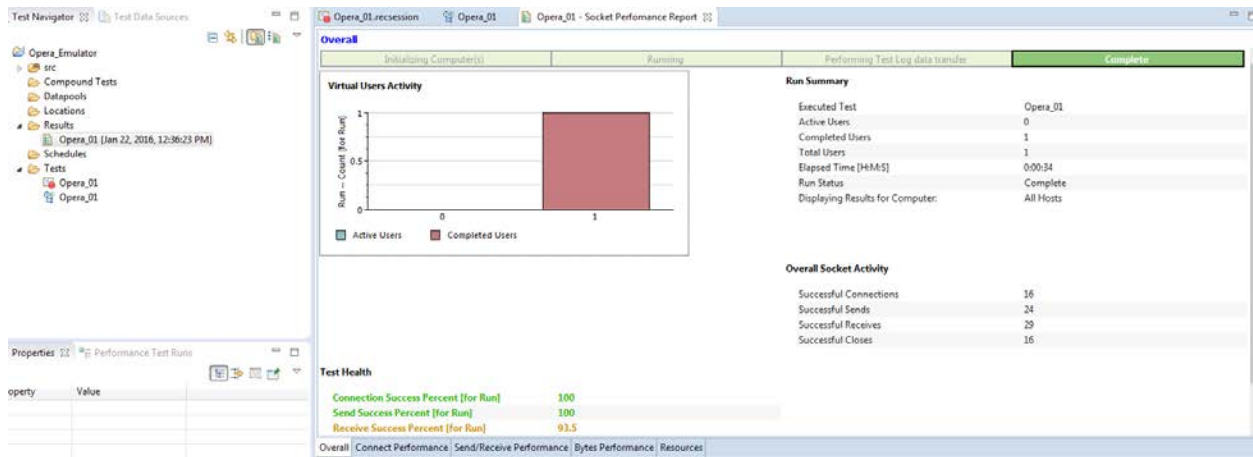 Test Navigator Test Data Sources
Opera_Emulator
src
Compound Tests
Datapools
Locations
Results
Opera_01 [Jan 22, 2016, 12:36:23 PM]
Schedules
Tests
Opera_01
Opera_01
Properties Performance Test Runs
operty Value
Opera_01.recsession Opera_01 Opera_01 - Socket Perfomance Report
Overall
Initializing Computer(s) Running Performing Test Log data transfer Complete
Virtual Users Activity
Run -- Count [for Run]
1
0.5
0
0 1
Active Users Completed Users
Run Summary
Executed Test Opera_01
Active Users 0
Completed Users 1
Total Users 1
Elapsed Time [H:M:S] 0:00:34
Run Status Complete
Displaying Results for Computer: All Hosts
Overall Socket Activity
Successful Connections 16
Successful Sends 24
Successful Receives 29
Successful Closes 16
Test Health
Connection Success Percent [for Run] 100
Send Success Percent [for Run] 100
Receive Success Percent [for Run] 93.5
Overall Connect Performance Send/Receive Performance Bytes Performance Resources